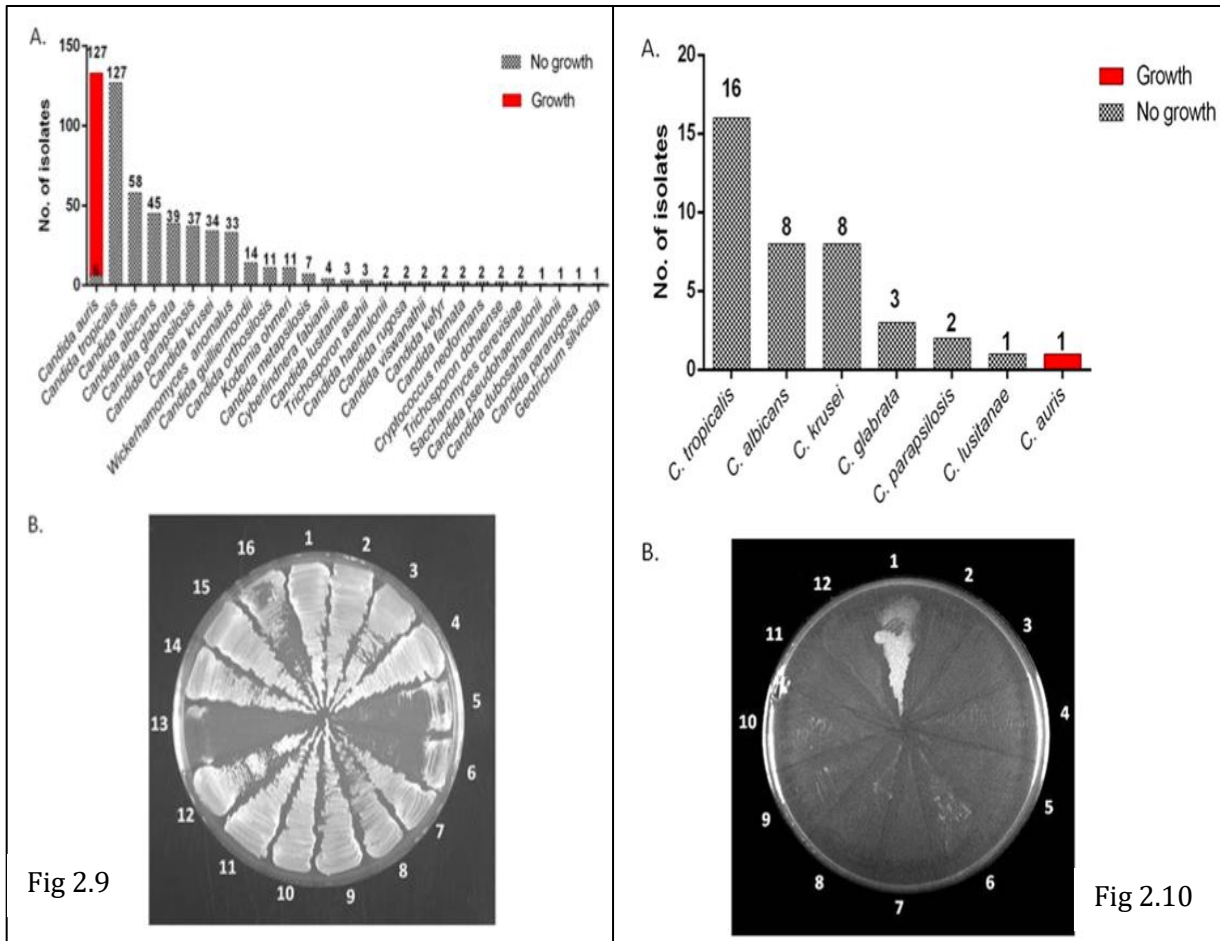 A.
150
127
127
No growth
Growth
No. of isolates
100
58
45
39
37
34
33
50
14
11
11
7
4
3
3
2
2
2
2
2
2
2
2
1
1
1
1
0
Candida auris
Candida tropicalis
Candida utilis
Candida albicans
Candida glabrata
Candida parapsilosis
Candida krusei
Wickerhamomyces anomalus
Candida guilliermondii
Candida orthosilosis
Kodemia ohmeri
Candida metapsilosis
Cyberlindnera fabianii
Candida lusitaniae
Trichosporon asahii
Candida haemulonii
Candida rugosa
Candida viswanathii
Candida kefyr
Candida famata
Cryptococcus neoformans
Trichosporon dohaense
Saccharomyces cerevisiae
Candida pseudohaemulonii
Candida dubosahaemulonii
Candida pararugosa
Geotrichum silvicola
B.
1
2
3
4
5
6
7
8
9
10
11
12
13
14
15
16
Fig 2.9
A.
20
Growth
No growth
No. of isolates
16
15
10
8
8
5
3
2
1
1
0
C. tropicalis
C. albicans
C. krusei
C. glabrata
C. parapsilosis
C. lusitanae
C. auris
B.
1
2
3
4
5
6
7
8
9
10
11
12
Fig 2.10